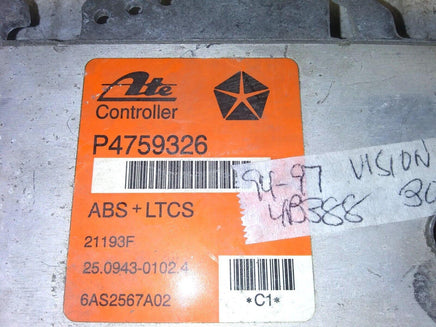 Ate
Controller
P4759326
ABS + LTCS
21193F
25.0943-0102.4
6AS2567A02
*C1*
94-97 VISION
4B388